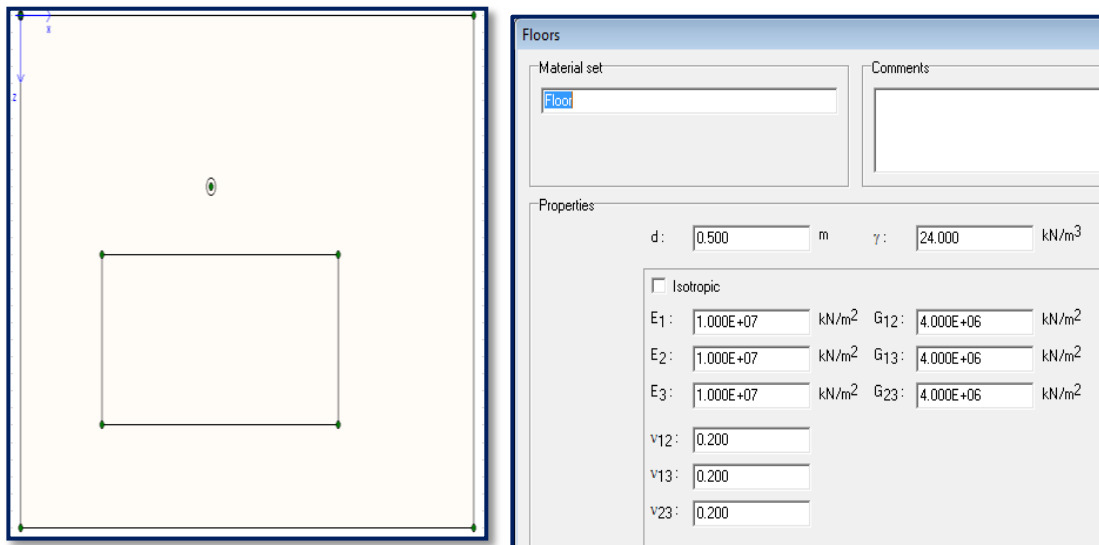 x
z
Floors
Material set
Comments
Floor
Properties
d: 0.500 m γ: 24.000 kN/m3
Isotropic
E1: 1.000E+07 kN/m2 G12: 4.000E+06 kN/m2
E2: 1.000E+07 kN/m2 G13: 4.000E+06 kN/m2
E3: 1.000E+07 kN/m2 G23: 4.000E+06 kN/m2
ν12: 0.200
ν13: 0.200
ν23: 0.200